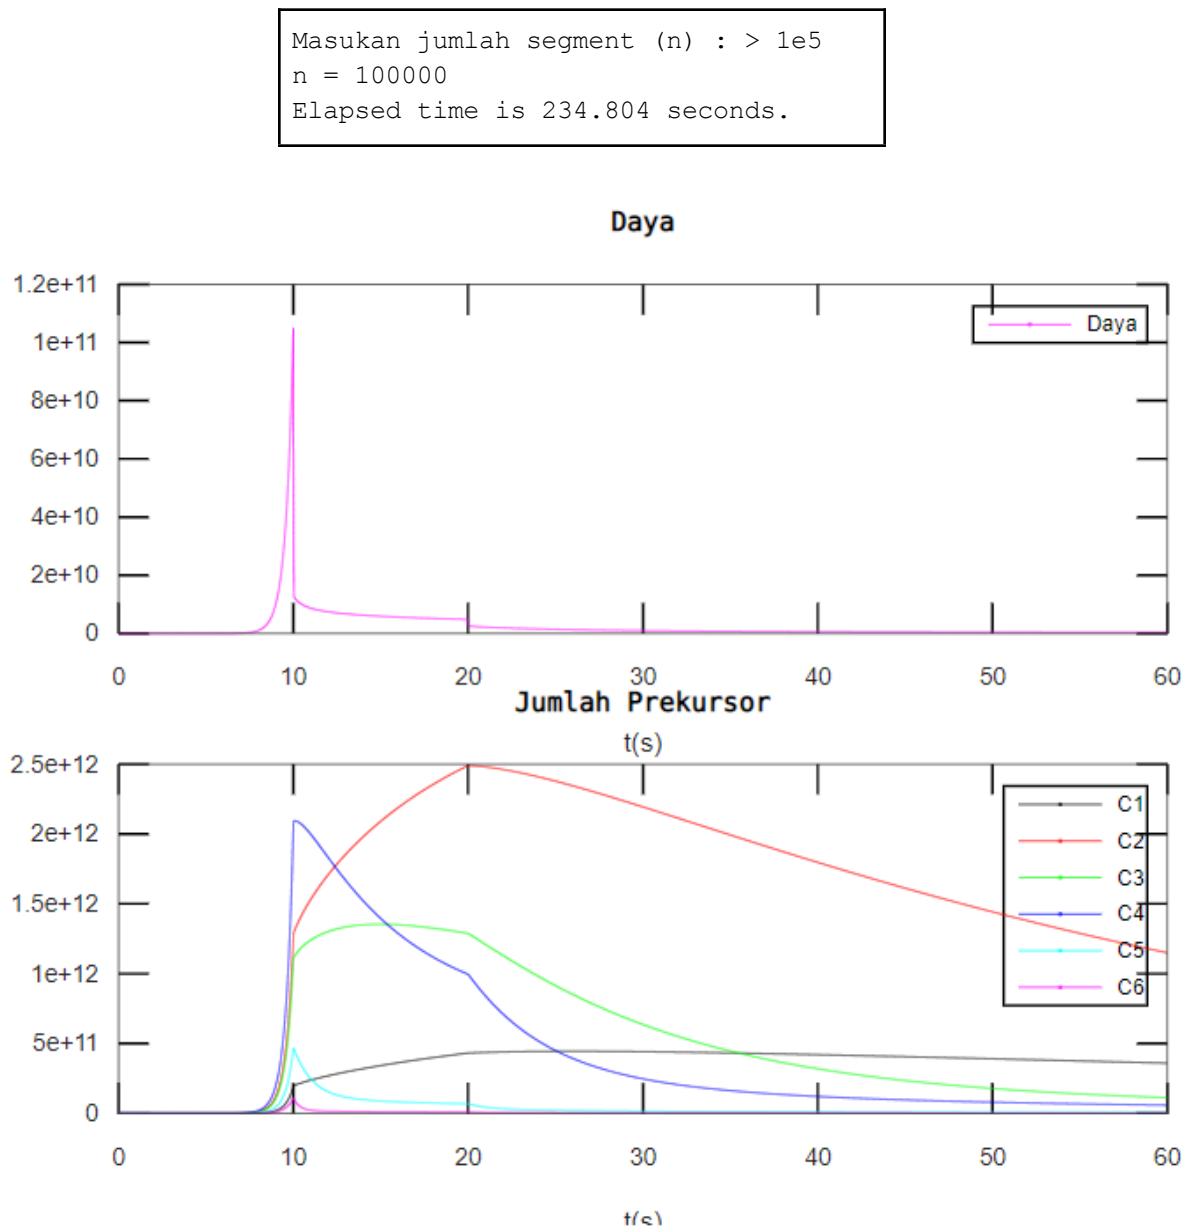 Masukan jumlah segment (n) : > 1e5
n = 100000
Elapsed time is 234.804 seconds.
Daya
1.2e+11
1e+11
8e+10
6e+10
4e+10
2e+10
0
Daya
0 10 20 30 40 50 60
t(s)
Jumlah Prekursor
2.5e+12
2e+12
1.5e+12
1e+12
5e+11
0
C1
C2
C3
C4
C5
C6
0 10 20 30 40 50 60
t(s)